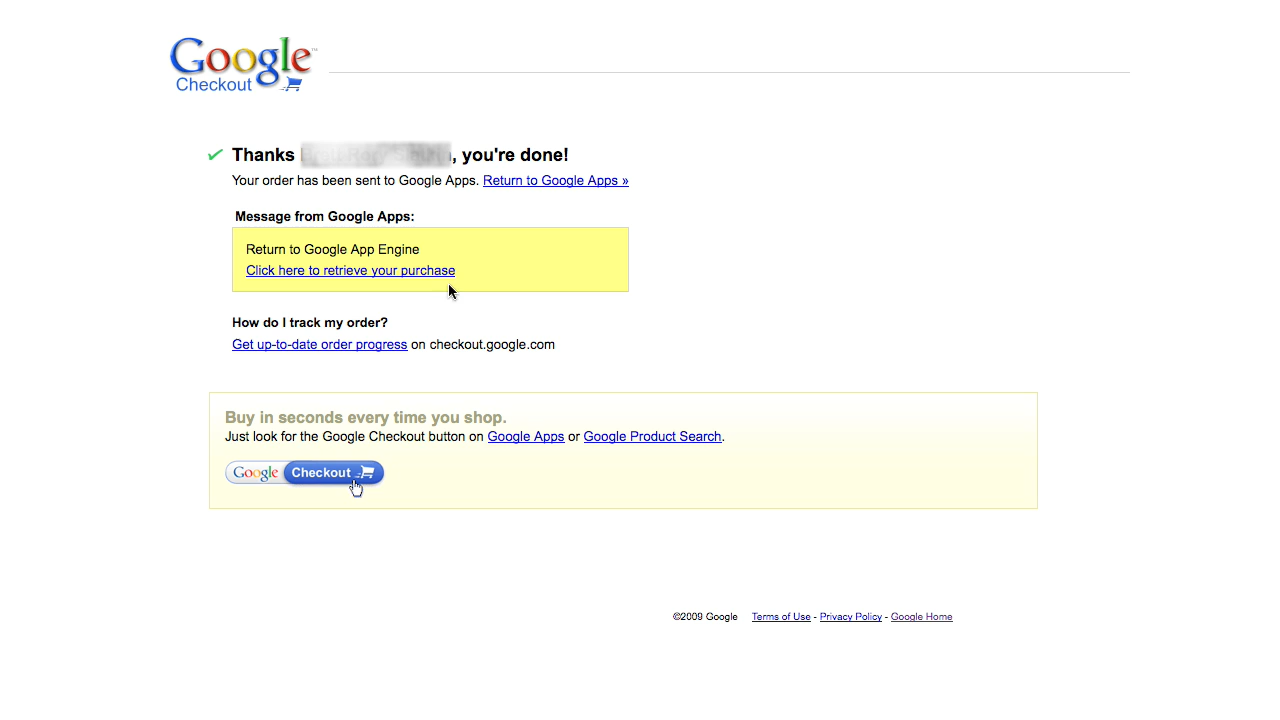 Google™
Checkout
Thanks , you're done!
Your order has been sent to Google Apps. Return to Google Apps »
Message from Google Apps:
Return to Google App Engine
Click here to retrieve your purchase
How do I track my order?
Get up-to-date order progress on checkout.google.com
Buy in seconds every time you shop.
Just look for the Google Checkout button on Google Apps or Google Product Search.
Google Checkout
©2009 Google Terms of Use - Privacy Policy - Google Home